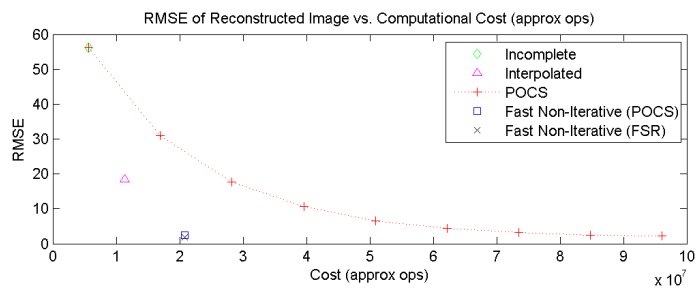 RMSE of Reconstructed Image vs. Computational Cost (approx ops)
60
50
40
30
20
10
0
RMSE
Incomplete
Interpolated
POCS
Fast Non-Iterative (POCS)
Fast Non-Iterative (FSR)
0 1 2 3 4 5 6 7 8 9 10
Cost (approx ops)
x 10^7